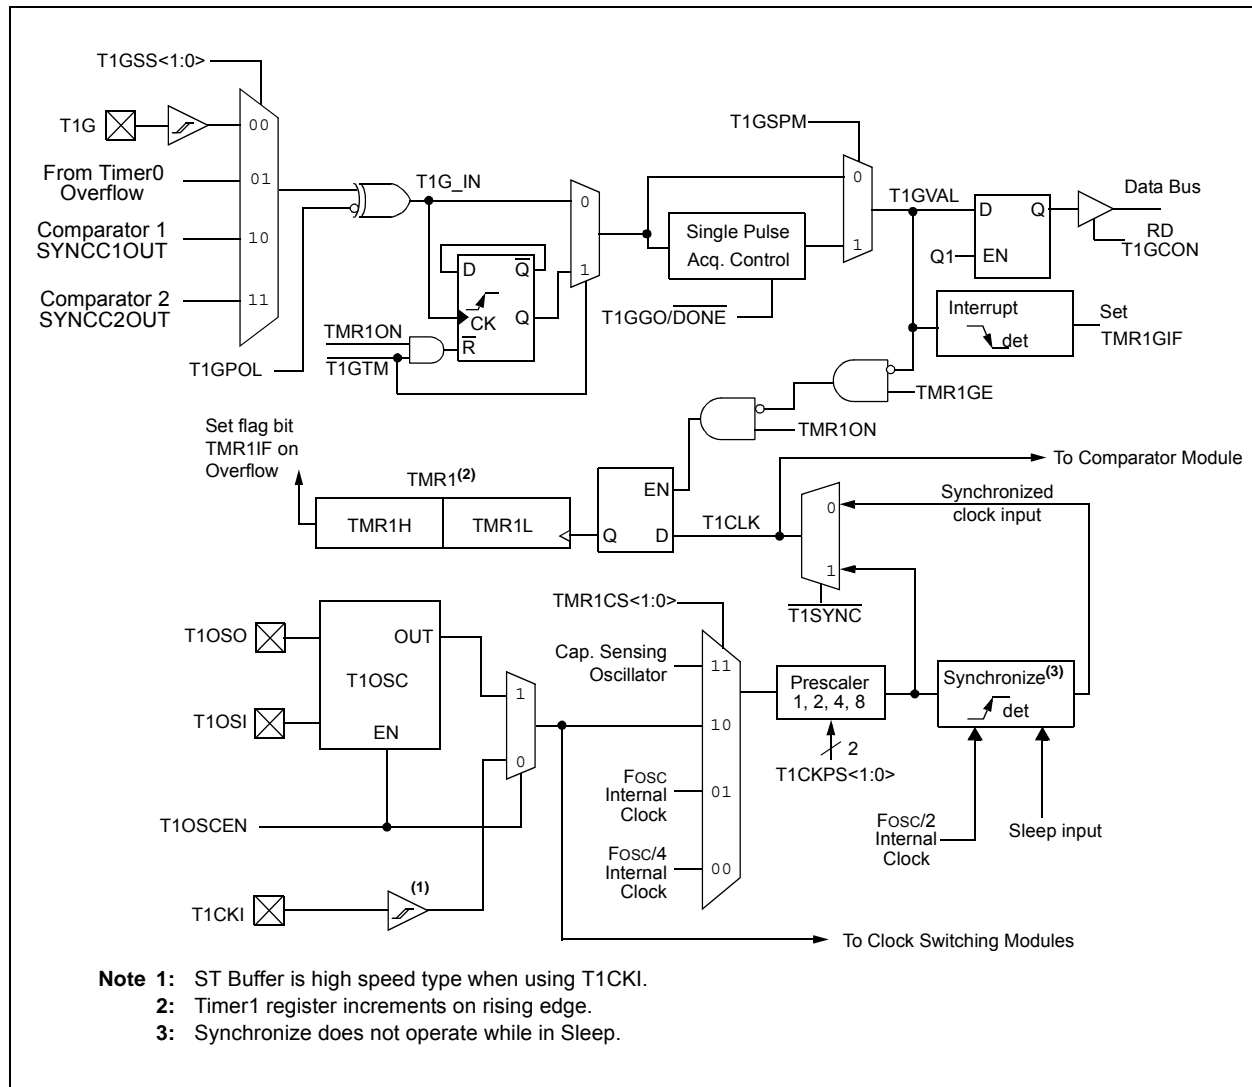 T1GSS<1:0>
T1G
00
From Timer0
Overflow
01
Comparator 1
SYNCC1OUT
10
Comparator 2
SYNCC2OUT
11
T1GPOL
T1G_IN
0
1
D
Q
CK
Q
R
TMR1ON
T1GTM
T1GSPM
0
1
Single Pulse
Acq. Control
T1GGO/DONE
T1GVAL
D
Q
Q1
EN
Data Bus
RD
T1GCON
Interrupt
det
Set
TMR1GIF
TMR1GE
TMR1ON
Set flag bit
TMR1IF on
Overflow
TMR1(2)
TMR1H
TMR1L
EN
Q
D
T1CLK
To Comparator Module
Synchronized
clock input
0
1
T1SYNC
T1OSO
T1OSI
OUT
T1OSC
EN
1
0
T1OSCEN
T1CKI
(1)
TMR1CS<1:0>
Cap. Sensing
Oscillator
11
10
FOSC
Internal
Clock
01
FOSC/4
Internal
Clock
00
Prescaler
1, 2, 4, 8
2
T1CKPS<1:0>
Synchronize(3)
det
FOSC/2
Internal
Clock
Sleep input
To Clock Switching Modules
Note 1: ST Buffer is high speed type when using T1CKI.
2: Timer1 register increments on rising edge.
3: Synchronize does not operate while in Sleep.